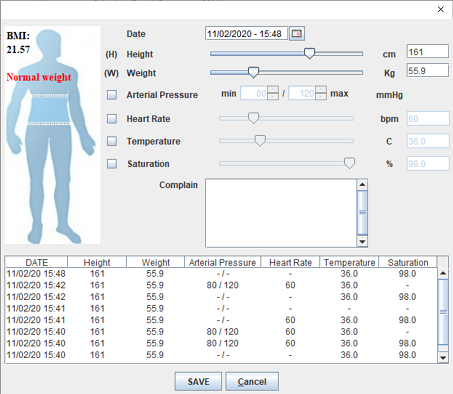 BMI:
21.57
Normal weight
Date 11/02/2020 - 15:48
(H) Height cm 161
(W) Weight Kg 55.9
Arterial Pressure min 80 / 120 max mmHg
Heart Rate bpm 60
Temperature C 36.0
Saturation % 98.0
Complain
DATE Height Weight Arterial Pressure Heart Rate Temperature Saturation
11/02/20 15:48 161 55.9 - / - - 36.0 98.0
11/02/20 15:42 161 55.9 80 / 120 60 36.0 -
11/02/20 15:42 161 55.9 - / - - 36.0 98.0
11/02/20 15:41 161 55.9 - / - - - -
11/02/20 15:41 161 55.9 - / - 60 36.0 98.0
11/02/20 15:40 161 55.9 80 / 120 60 36.0 -
11/02/20 15:40 161 55.9 80 / 120 60 36.0 98.0
11/02/20 15:40 161 55.9 - / - - 36.0 98.0
SAVE Cancel